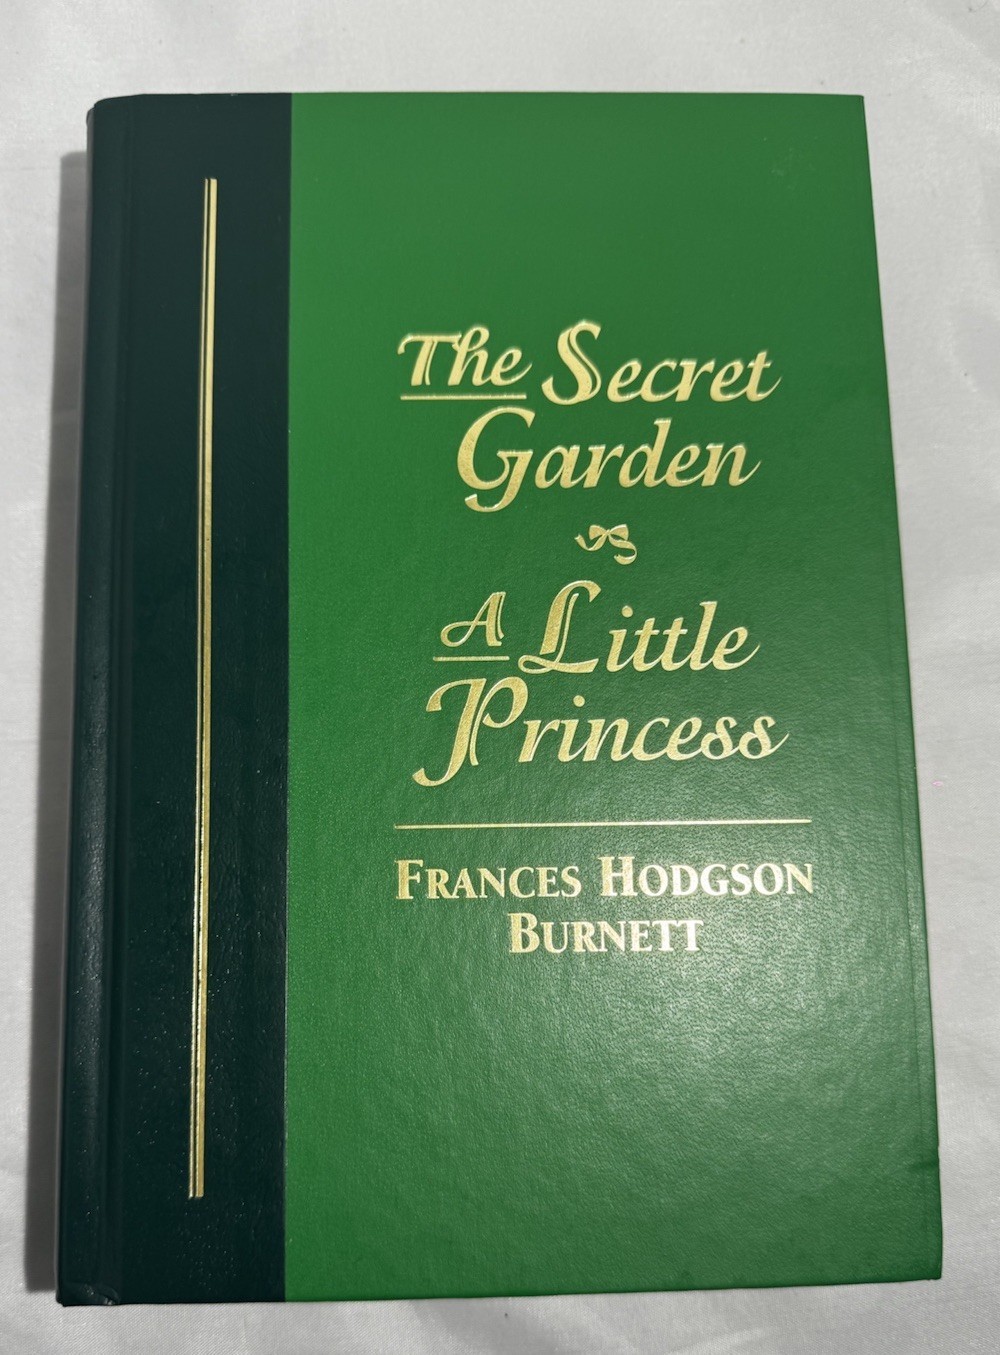 The Secret
Garden
A Little
Princess
FRANCES HODGSON
BURNETT